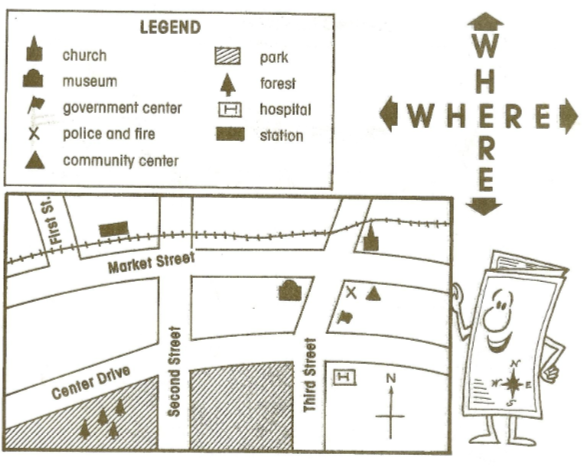 LEGEND
church
museum
government center
police and fire
community center
park
forest
H hospital
station
WHERE
WHERE
First St.
Market Street
Second Street
Third Street
Center Drive
H
N
N
W E
S